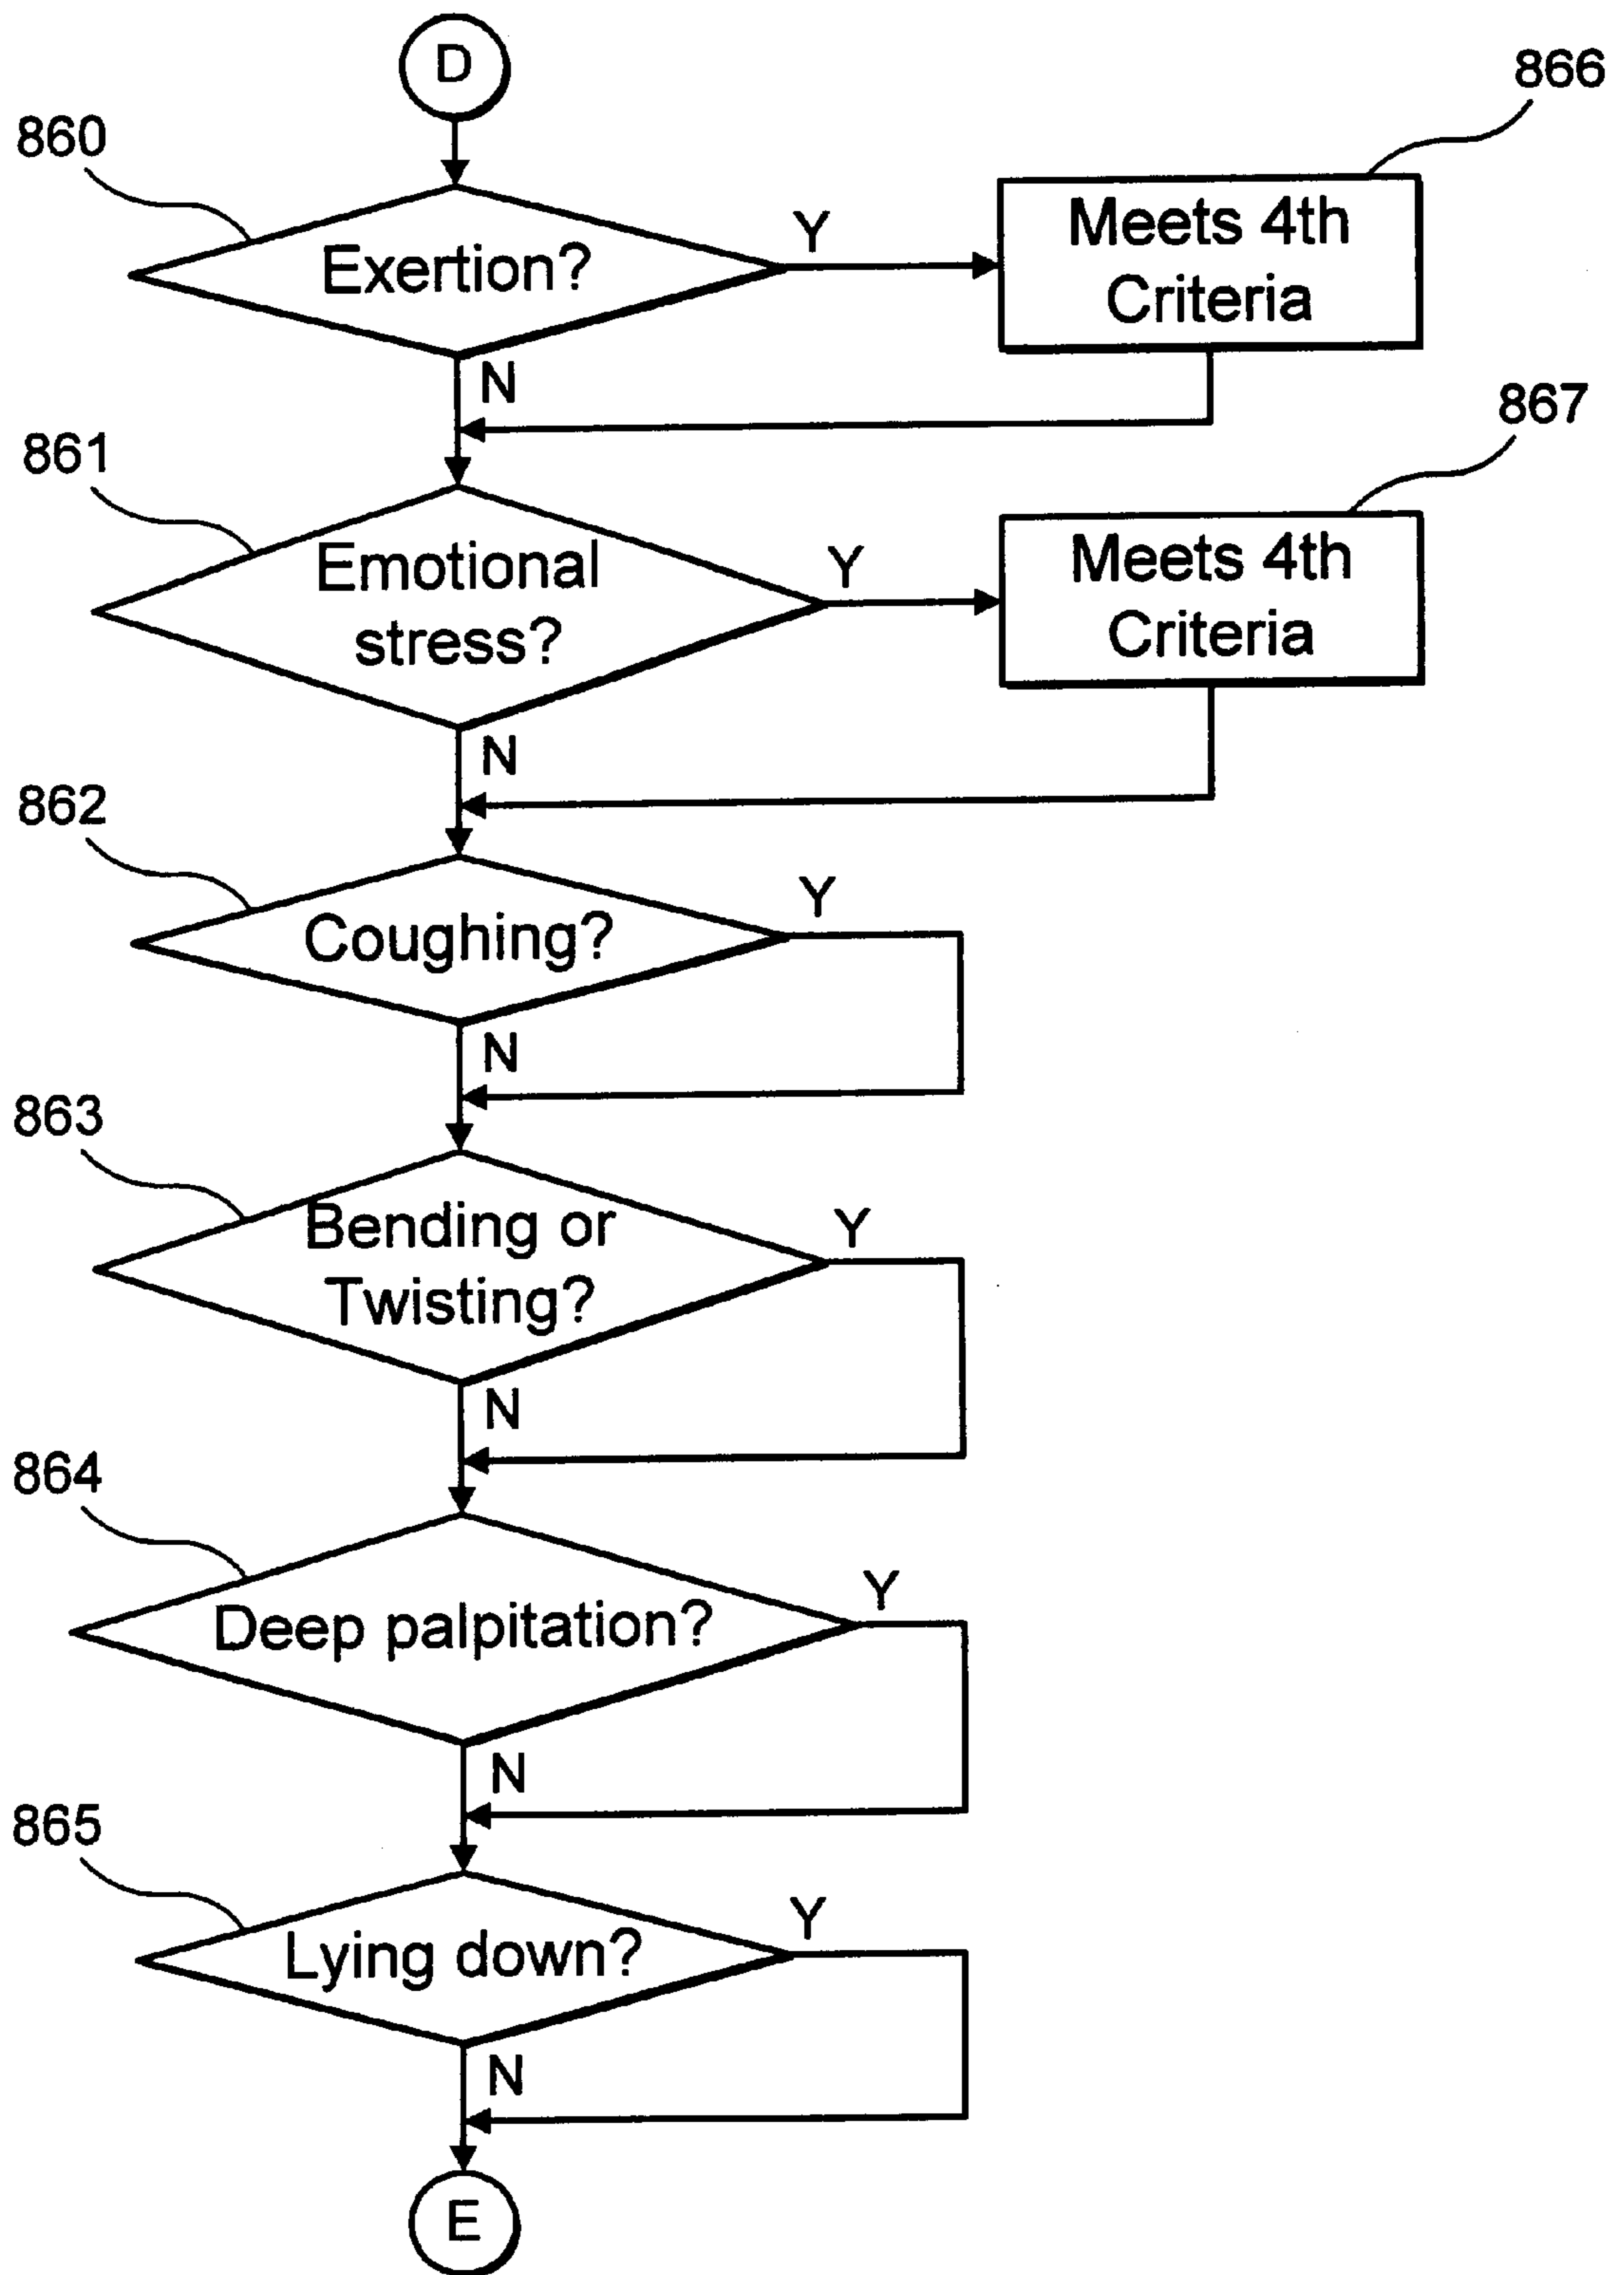 D
860
866
Exertion?
Y
Meets 4th
Criteria
N
861
867
Emotional
stress?
Y
Meets 4th
Criteria
N
862
Coughing?
Y
N
863
Bending or
Twisting?
Y
N
864
Deep palpitation?
Y
N
865
Lying down?
Y
N
E